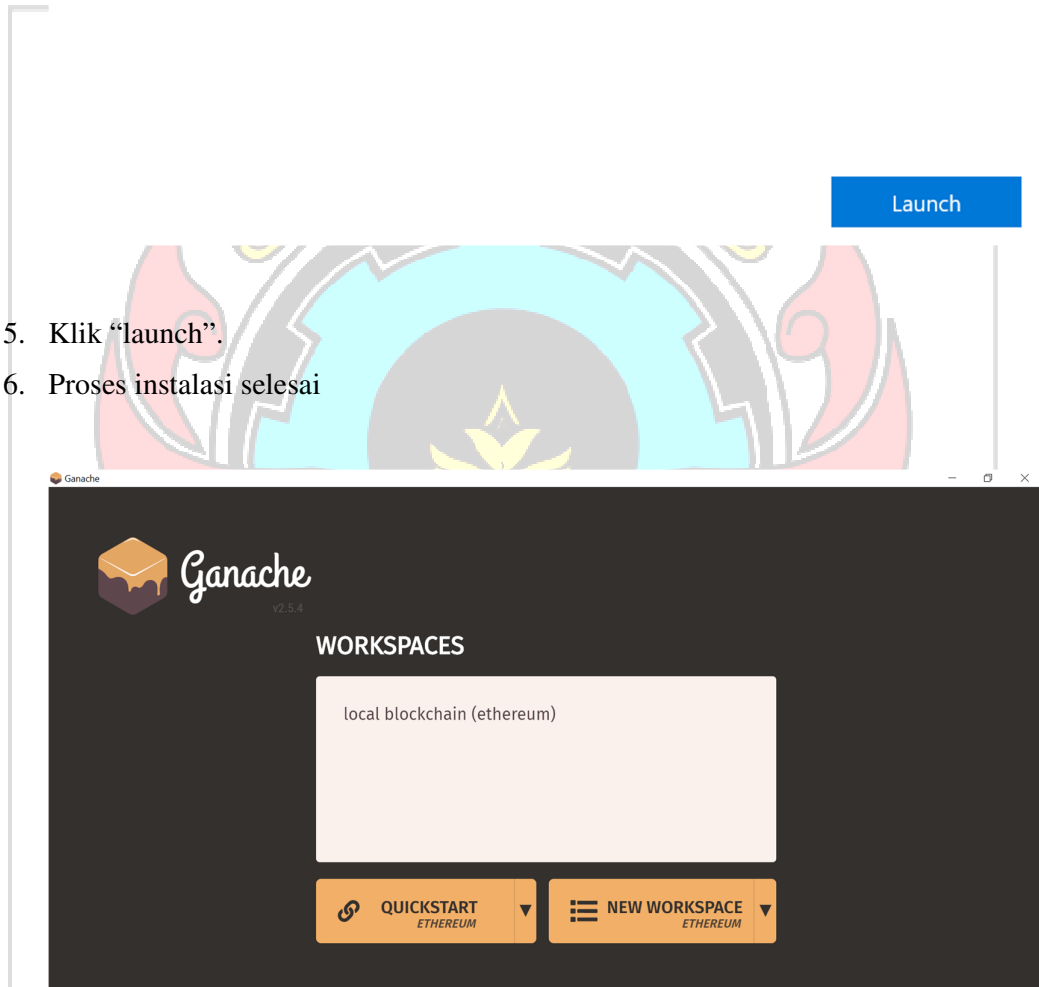 Launch
5. Klik “launch”.
6. Proses instalasi selesai
Ganache
Ganache
v2.5.4
WORKSPACES
local blockchain (ethereum)
QUICKSTART
ETHEREUM
NEW WORKSPACE
ETHEREUM